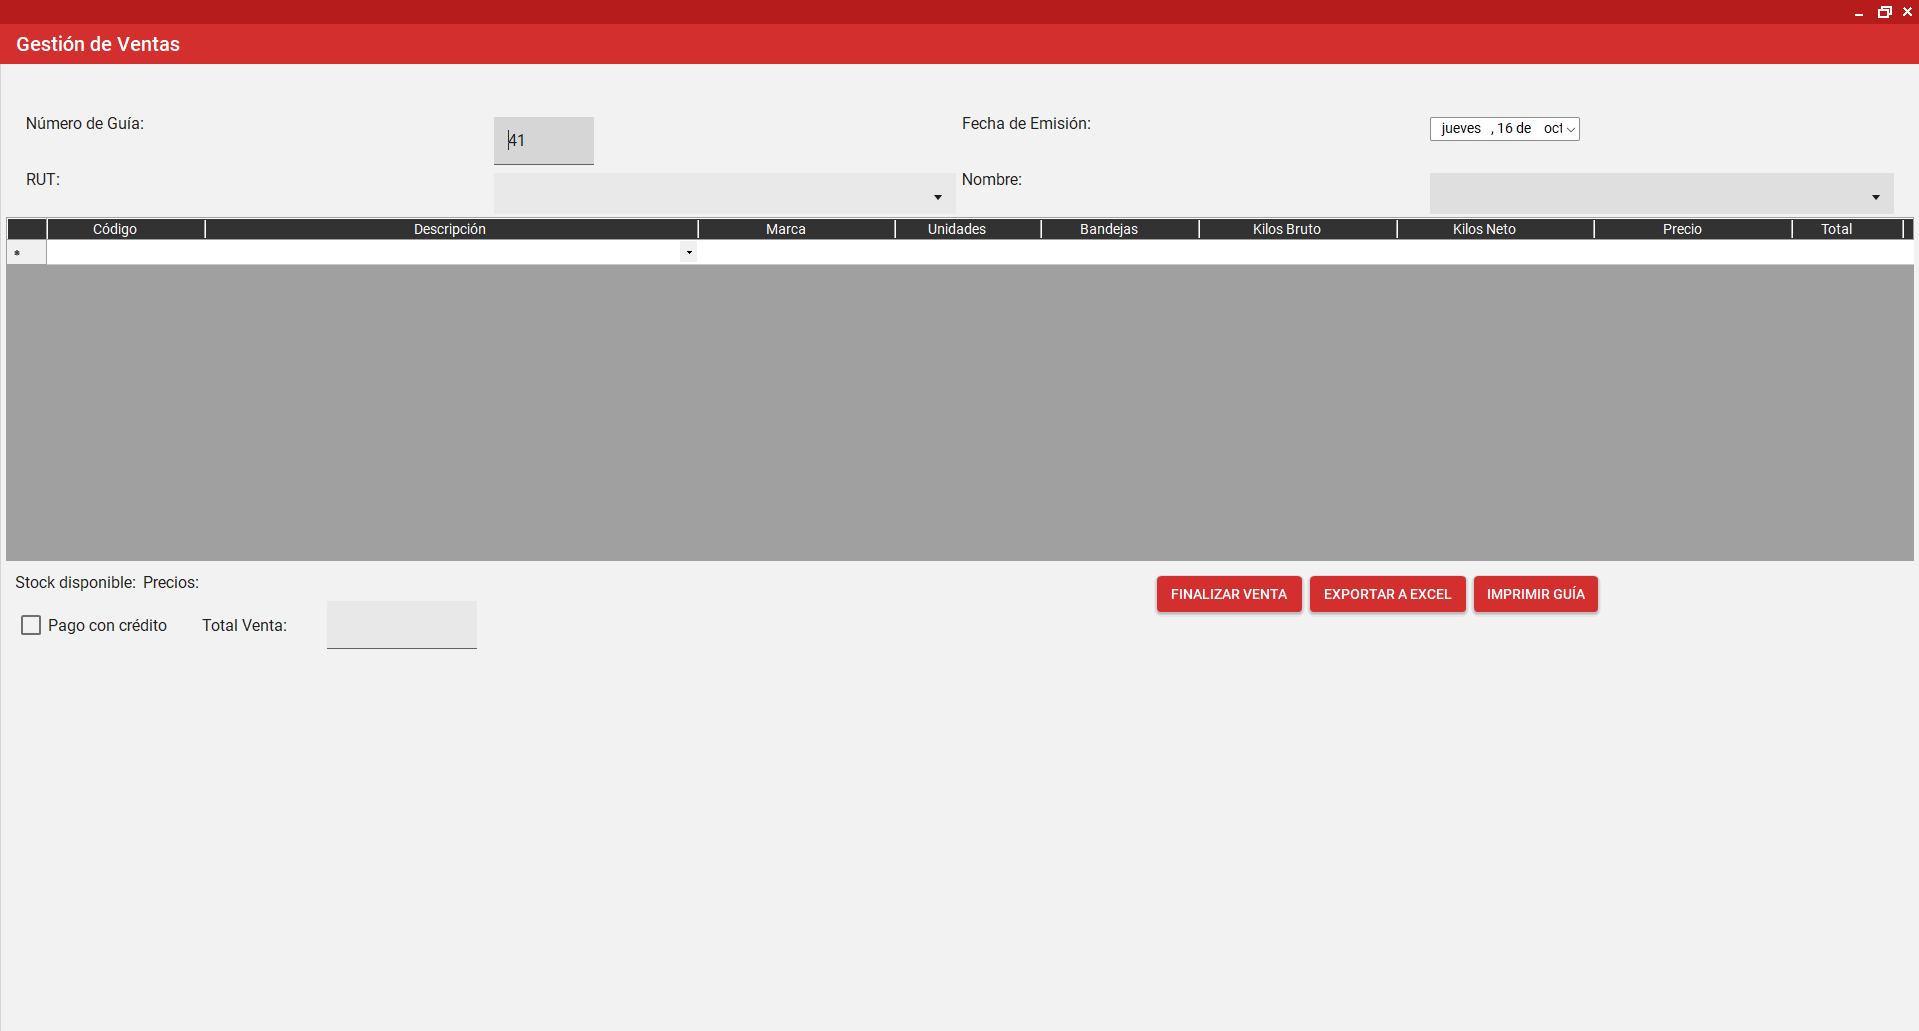 Gestión de Ventas
Número de Guía:
41
Fecha de Emisión:
jueves , 16 de oct
RUT:
Nombre:
Código Descripción Marca Unidades Bandejas Kilos Bruto Kilos Neto Precio Total
Stock disponible: Precios:
FINALIZAR VENTA EXPORTAR A EXCEL IMPRIMIR GUÍA
Pago con crédito Total Venta: